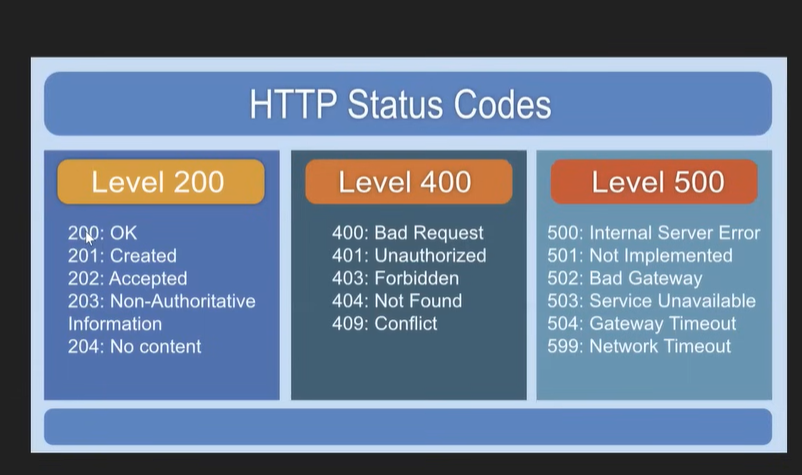 HTTP Status Codes
Level 200
200: OK
201: Created
202: Accepted
203: Non-Authoritative
Information
204: No content
Level 400
400: Bad Request
401: Unauthorized
403: Forbidden
404: Not Found
409: Conflict
Level 500
500: Internal Server Error
501: Not Implemented
502: Bad Gateway
503: Service Unavailable
504: Gateway Timeout
599: Network Timeout